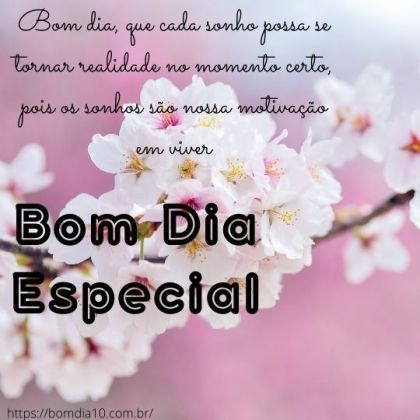 Bom dia, que cada sonho possa se
tornar realidade no momento certo,
pois os sonhos são nossa motivação
em viver
Bom Dia
Especial
https://bomdia10.com.br/